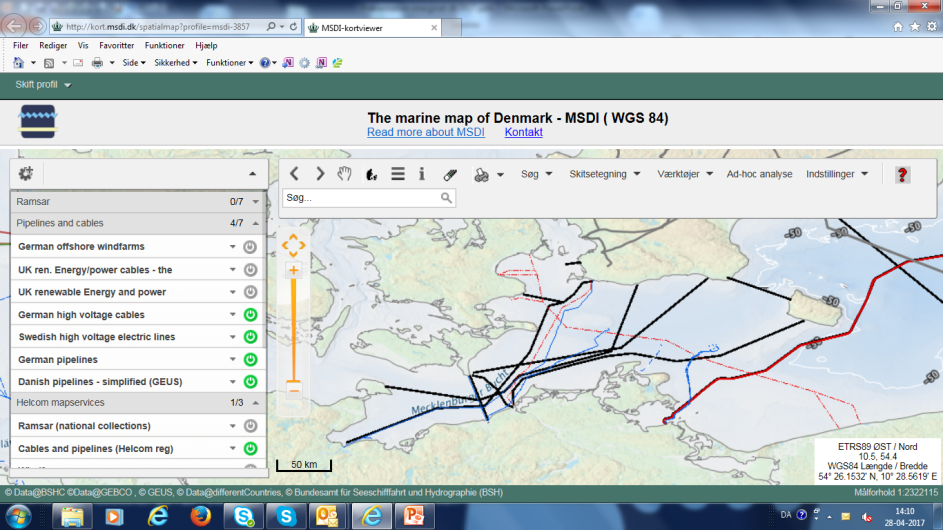 http://kort.msdi.dk/spatialmap?profile=msdi-3857
MSDI-kortviewer
Filer Rediger Vis Favoritter Funktioner Hjælp
Side Sikkerhed Funktioner
Skift profil
The marine map of Denmark - MSDI ( WGS 84)
Read more about MSDI Kontakt
Søg Skitsetegning Værktøjer Ad-hoc analyse Indstillinger ?
Søg...
Ramsar 0/7
Pipelines and cables 4/7
German offshore windfarms
UK ren. Energy/power cables - the
UK renewable Energy and power
German high voltage cables
Swedish high voltage electric lines
German pipelines
Danish pipelines - simplified (GEUS)
Helcom mapservices 1/3
Ramsar (national collections)
Cables and pipelines (Helcom reg)
-50
-50
-50
-50
-50
-50
Mecklenburger Bucht
50 km
ETRS89 ØST / Nord
10.5, 54.4
WGS84 Længde / Bredde
54° 26.1532' N, 10° 28.5619' E
© Data@BSHC ©Data@GEBCO , © GEUS, © Data@differentCountries, © Bundesamt für Seeschifffahrt und Hydrographie (BSH)
Målforhold 1:2322115
DA
14:10
28-04-2017